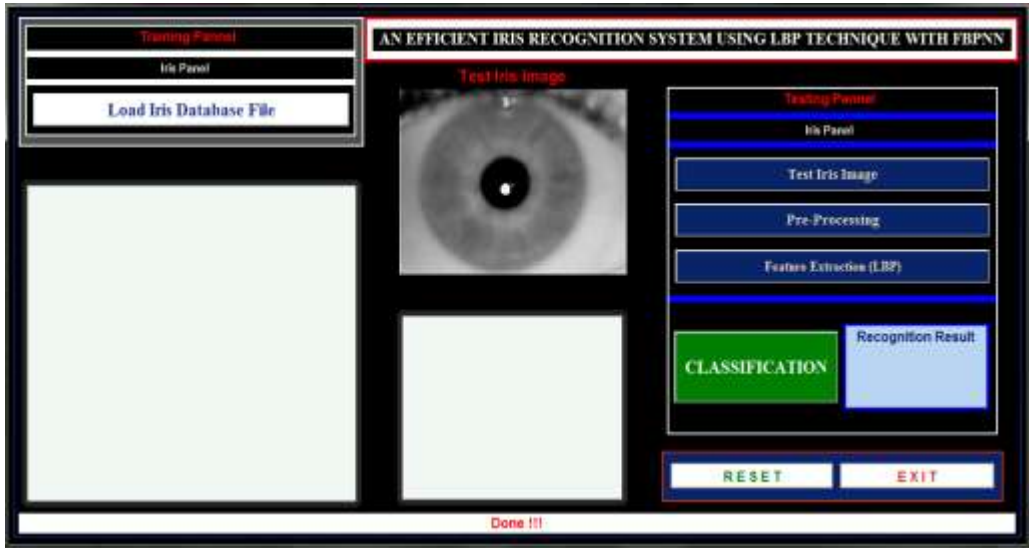 Training Pannel
Iris Panel
Load Iris Database File
AN EFFICIENT IRIS RECOGNITION SYSTEM USING LBP TECHNIQUE WITH FBPNN
Test Iris Image
Testing Pannel
Iris Panel
Test Iris Image
Pre-Processing
Feature Extraction (LBP)
CLASSIFICATION
Recognition Result
RESET
EXIT
Done !!!